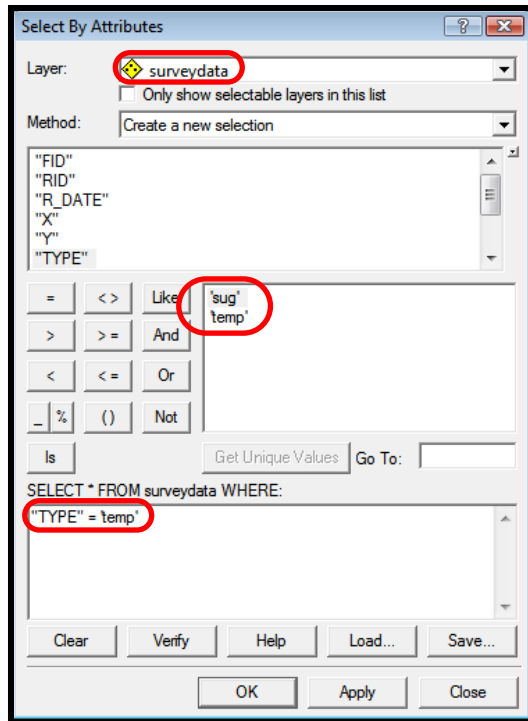 Select By Attributes
Layer: surveydata
Only show selectable layers in this list
Method: Create a new selection
"FID"
"RID"
"R_DATE"
"X"
"Y"
"TYPE"
= < > Like 'sug'
'temp'
> > = And
< < = Or
_ % () Not
Is Get Unique Values Go To:
SELECT * FROM surveydata WHERE:
"TYPE" = 'temp'
Clear Verify Help Load... Save...
OK Apply Close